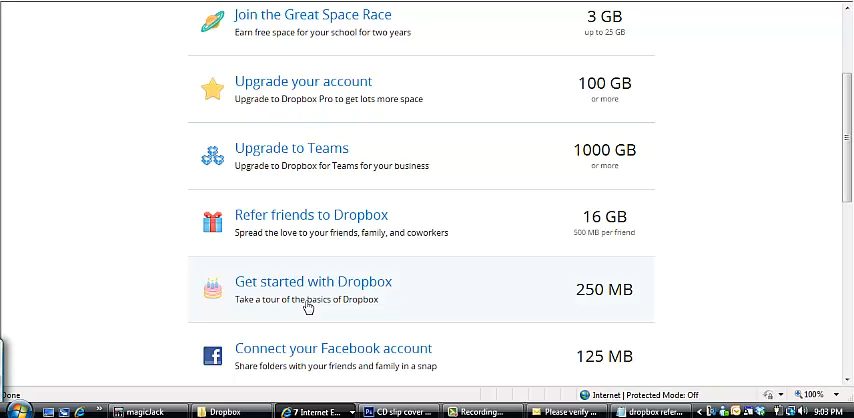 Join the Great Space Race
3 GB
Earn free space for your school for two years
up to 25 GB
Upgrade your account
100 GB
Upgrade to Dropbox Pro to get lots more space
or more
Upgrade to Teams
1000 GB
Upgrade to Dropbox for Teams for your business
or more
Refer friends to Dropbox
16 GB
Spread the love to your friends, family, and coworkers
500 MB per friend
Get started with Dropbox
250 MB
Take a tour of the basics of Dropbox
Connect your Facebook account
125 MB
Share folders with your friends and family in a snap
Done
Internet | Protected Mode: Off
100%
magicJack
Dropbox
7 Internet E...
CD slip cover ...
Recording...
Please verify ...
dropbox refer...
9:03 PM